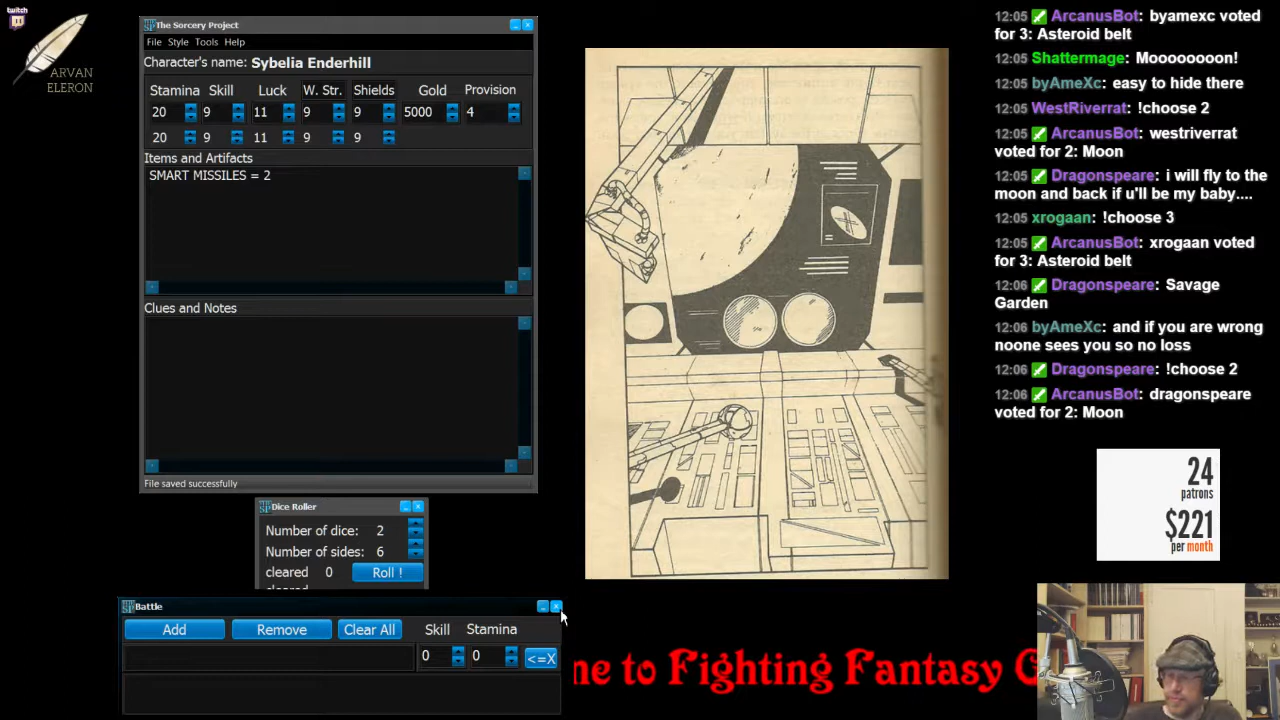 twitch
ARVAN
ELERON
The Sorcery Project
File Style Tools Help
Character's name: Sybelia Enderhill
Stamina Skill Luck W. Str. Shields Gold Provision
20 9 11 9 9 5000 4
20 9 11 9 9
Items and Artifacts
SMART MISSILES = 2
Clues and Notes
File saved successfully
Dice Roller
Number of dice: 2
Number of sides: 6
cleared 0 Roll !
cleared
Battle
Add Remove Clear All Skill Stamina
0 0 <=X
12:05 ArcanusBot: byamexc voted
for 3: Asteroid belt
12:05 Shattermage: Moooooooon!
12:05 byAmeXc: easy to hide there
12:05 WestRiverrat: !choose 2
12:05 ArcanusBot: westriverrat
voted for 2: Moon
12:05 Dragonspeare: i will fly to the
moon and back if u'll be my baby....
12:05 xrogaan: !choose 3
12:05 ArcanusBot: xrogaan voted
for 3: Asteroid belt
12:06 Dragonspeare: Savage
Garden
12:06 byAmeXc: and if you are wrong
noone sees you so no loss
12:06 Dragonspeare: !choose 2
12:06 ArcanusBot: dragonspeare
voted for 2: Moon
24
patrons
$221
per month
me to Fighting Fantasy G